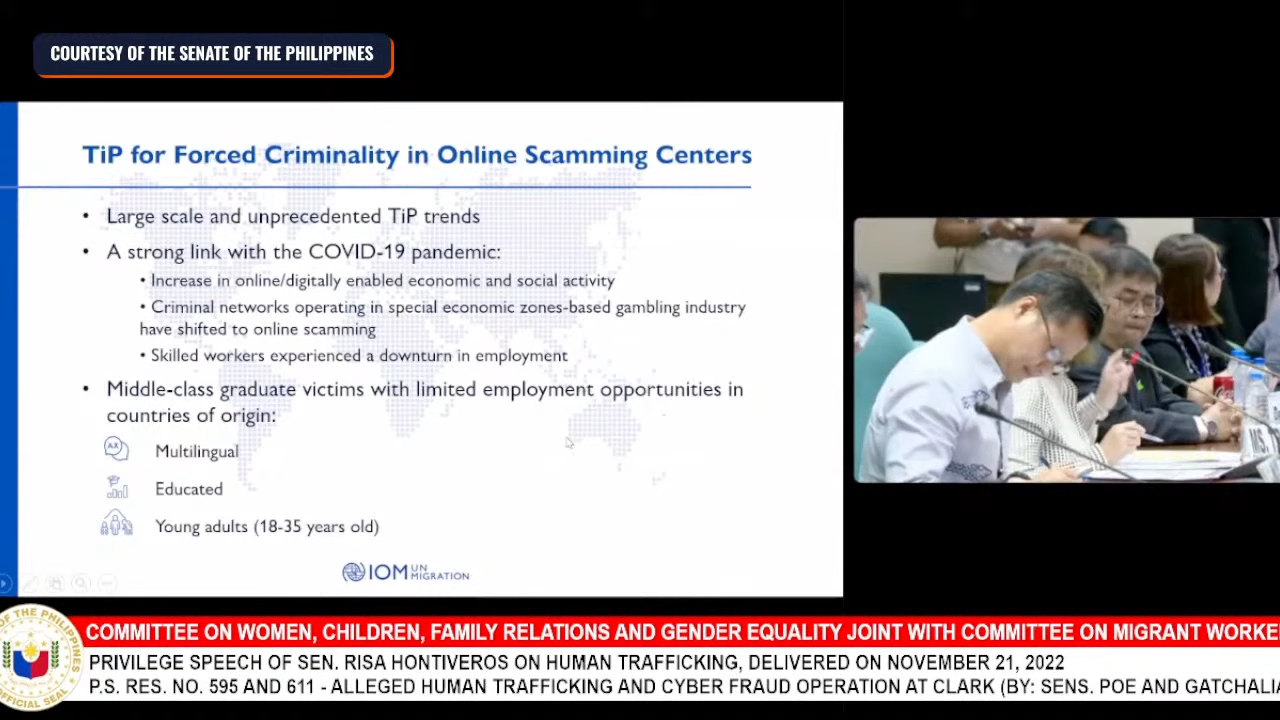 COURTESY OF THE SENATE OF THE PHILIPPINES
TiP for Forced Criminality in Online Scamming Centers
• Large scale and unprecedented TiP trends
• A strong link with the COVID-19 pandemic:
• Increase in online/digitally enabled economic and social activity
• Criminal networks operating in special economic zones-based gambling industry
have shifted to online scamming
• Skilled workers experienced a downturn in employment
• Middle-class graduate victims with limited employment opportunities in
countries of origin:
Multilingual
Educated
Young adults (18-35 years old)
IOM UN
MIGRATION
COMMITTEE ON WOMEN, CHILDREN, FAMILY RELATIONS AND GENDER EQUALITY JOINT WITH COMMITTEE ON MIGRANT WORKE
PRIVILEGE SPEECH OF SEN. RISA HONTIVEROS ON HUMAN TRAFFICKING, DELIVERED ON NOVEMBER 21, 2022
P.S. RES. NO. 595 AND 611 - ALLEGED HUMAN TRAFFICKING AND CYBER FRAUD OPERATION AT CLARK (BY: SENS. POE AND GATCHALIA
OF THE PHILIPPINES
OFFICIAL SEAL